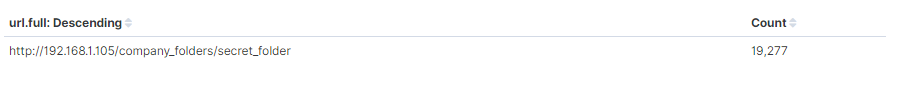 url.full: Descending Count
http://192.168.1.105/company_folders/secret_folder 19,277